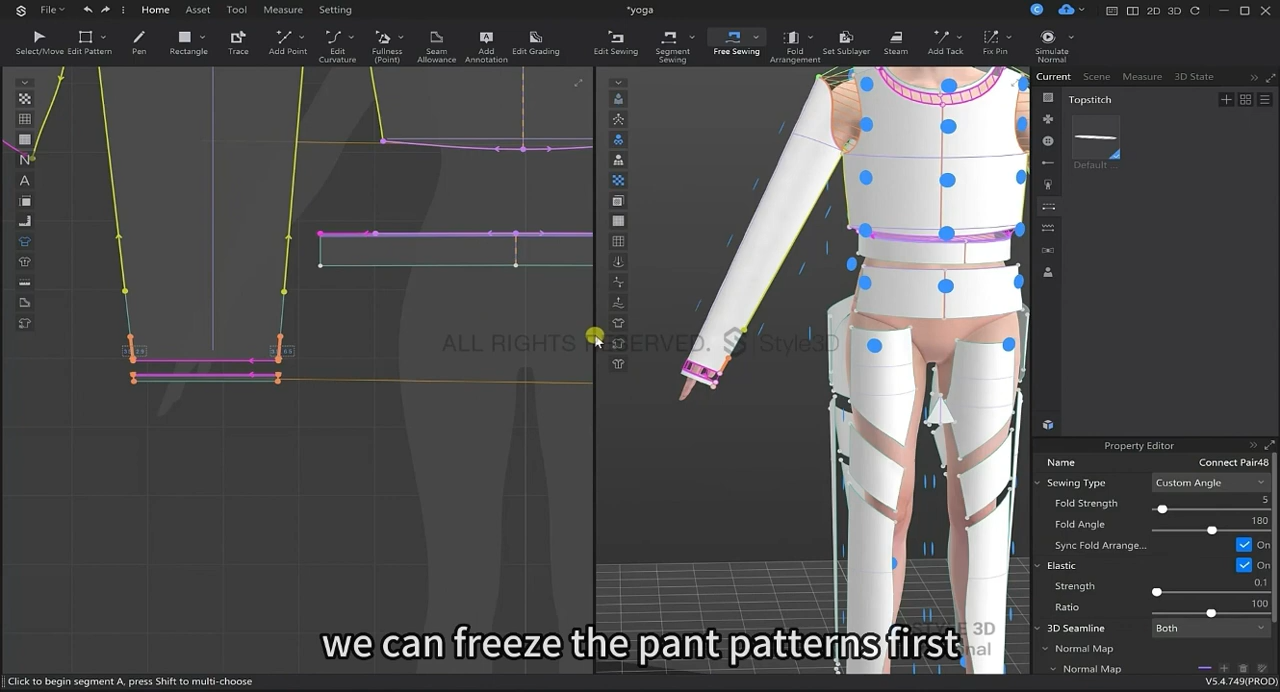 File
Home
Asset
Tool
Measure
Setting
*yoga
C
2D
3D
Select/Move
Edit Pattern
Pen
Rectangle
Trace
Add Point
Edit
Curvature
Fullness
(Point)
Seam
Allowance
Add
Annotation
Edit Grading
Edit Sewing
Segment
Sewing
Free Sewing
Fold
Arrangement
Set Sublayer
Steam
Add Tack
Fix Pin
Simulate
Normal
Current
Scene
Measure
3D State
Topstitch
Default ...
ALL RIGHTS RESERVED.
Style3D
Property Editor
Name
Connect Pair48
Sewing Type
Custom Angle
Fold Strength
5
Fold Angle
180
Sync Fold Arrange...
On
Elastic
On
Strength
0.1
Ratio
100
3D Seamline
Both
Normal Map
Normal Map
we can freeze the pant patterns first
Click to begin segment A, press Shift to multi-choose
V5.4.749(PROD)